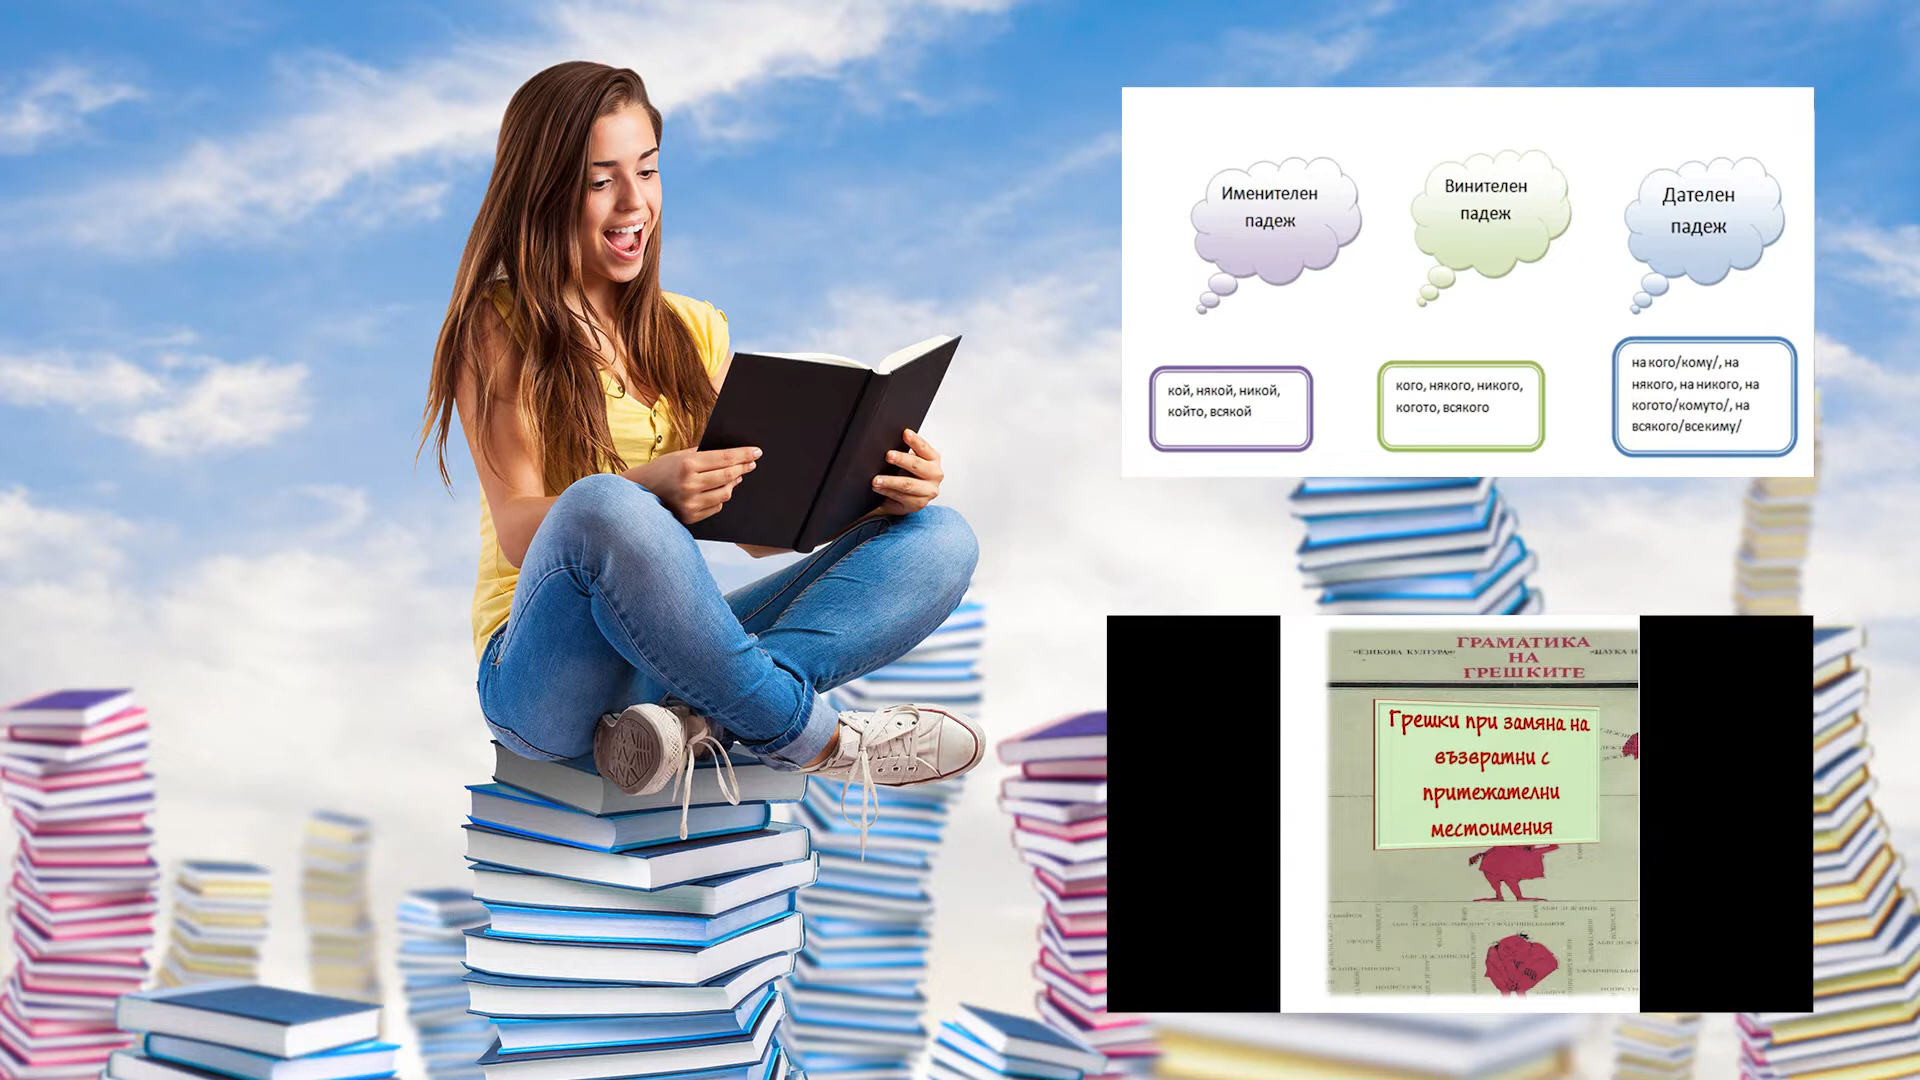 Именителен
падеж
Винителен
падеж
Дателен
падеж
кой, някой, никой,
който, всякой
кого, някого, никого,
когото, всякого
на кого/кому/, на
някого, на никого, на
когото/комуто/, на
всякого/всекиму/
ГРАМАТИКА
НА
ГРЕШКИТЕ
«ЕЗИКОВА КУЛТУРА»
Грешки при замяна на
възвратни с
притежателни
местоимения